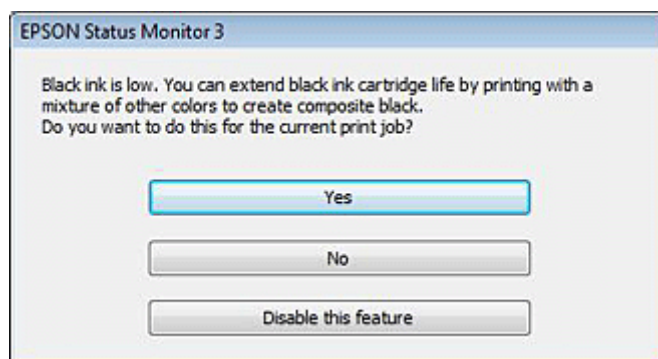 EPSON Status Monitor 3
Black ink is low. You can extend black ink cartridge life by printing with a
mixture of other colors to create composite black.
Do you want to do this for the current print job?
Yes
No
Disable this feature